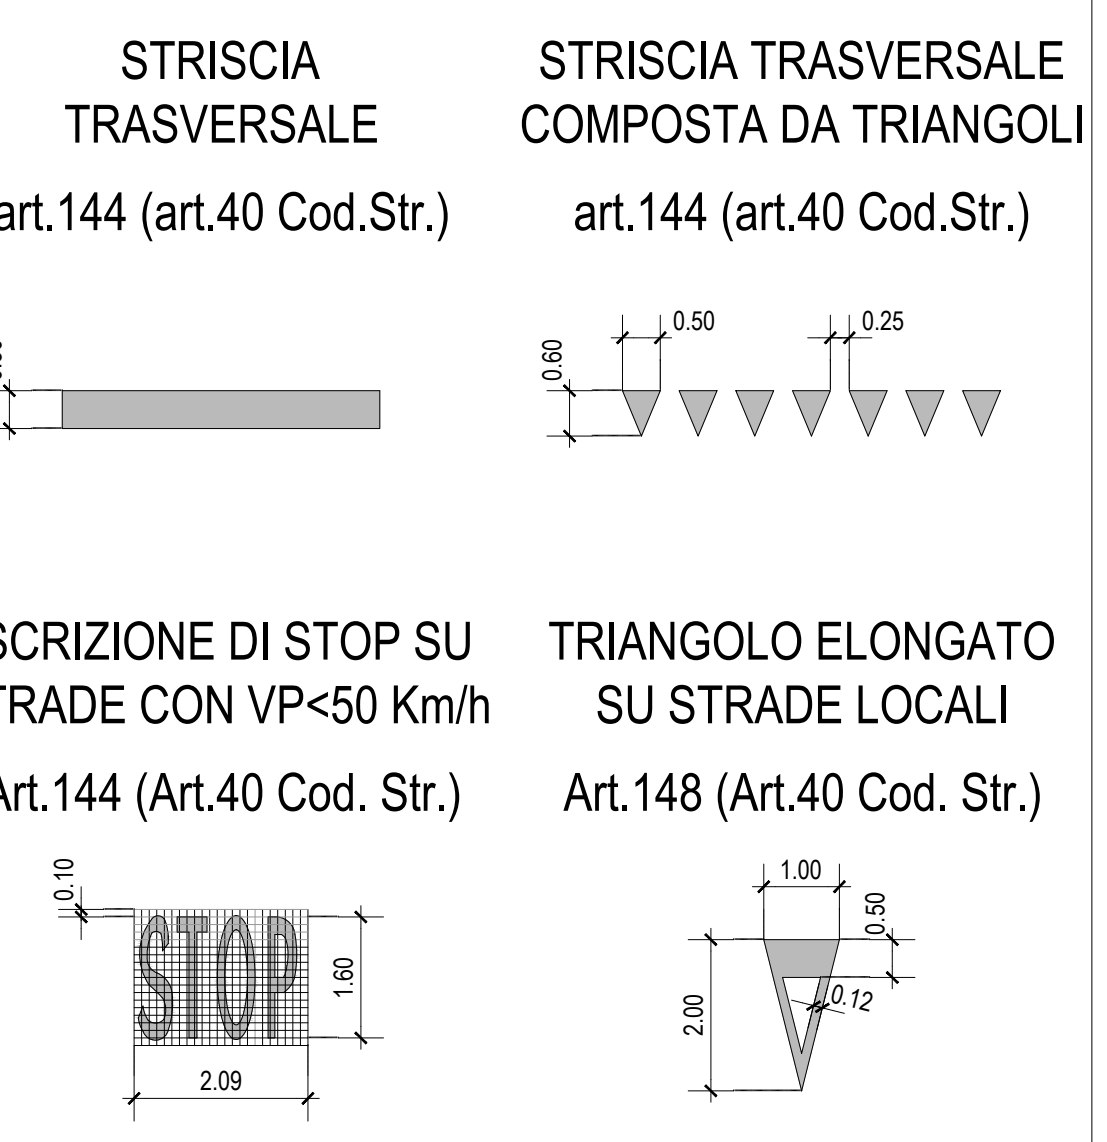 STRISCIA
TRASVERSALE
art.144 (art.40 Cod.Str.)
STRISCIA TRASVERSALE
COMPOSTA DA TRIANGOLI
art.144 (art.40 Cod.Str.)
0.50
0.25
0.60
SCRIZIONE DI STOP SU
TRADE CON VP<50 Km/h
Art.144 (Art.40 Cod. Str.)
0.10
STOP
1.60
2.09
TRIANGOLO ELONGATO
SU STRADE LOCALI
Art.148 (Art.40 Cod. Str.)
1.00
0.50
0.12
2.00